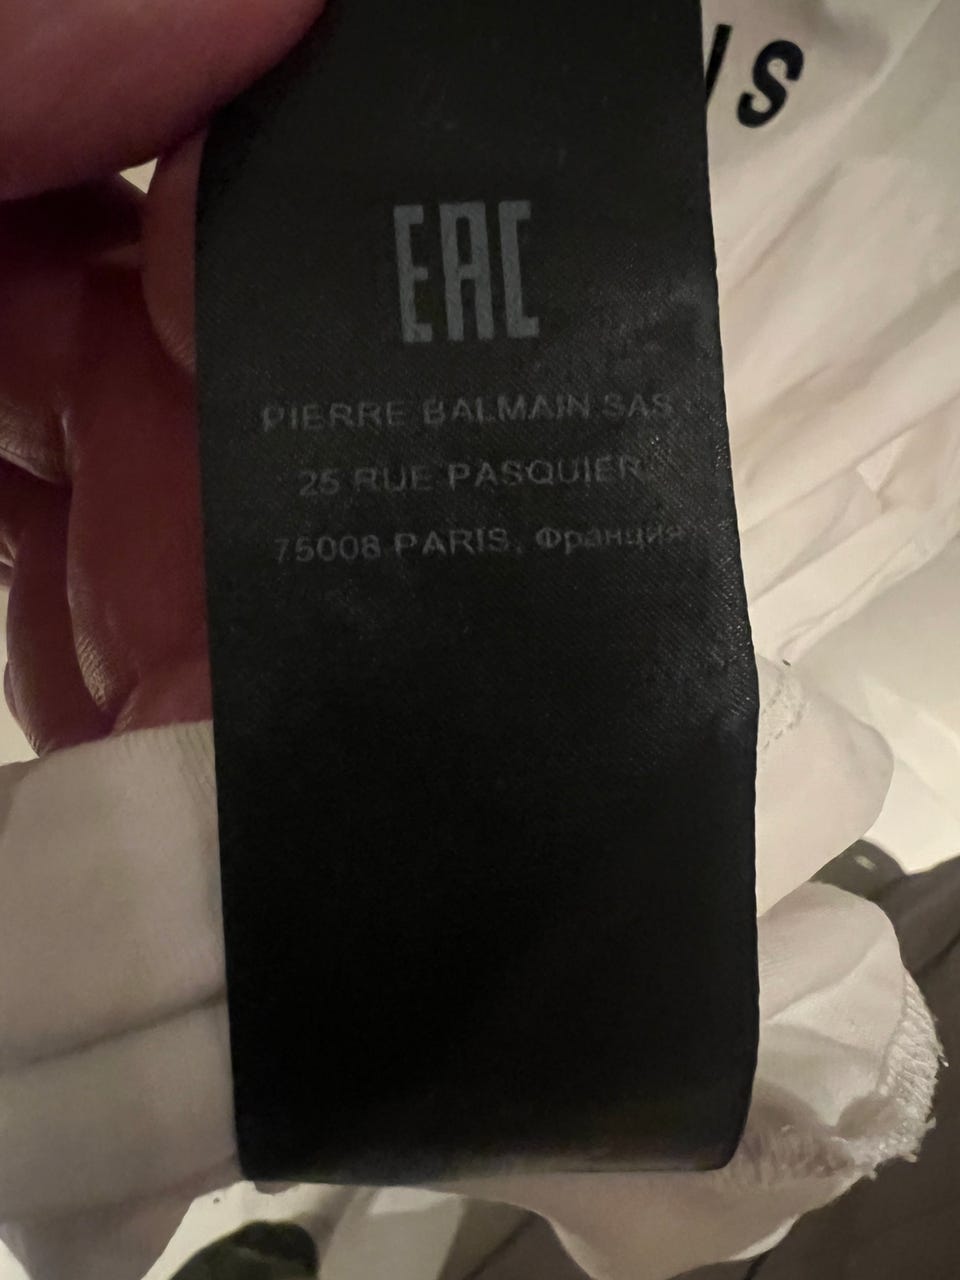 /s
EAC
PIERRE BALMAIN SAS
25 RUE PASQUIER
75008 PARIS, Франция